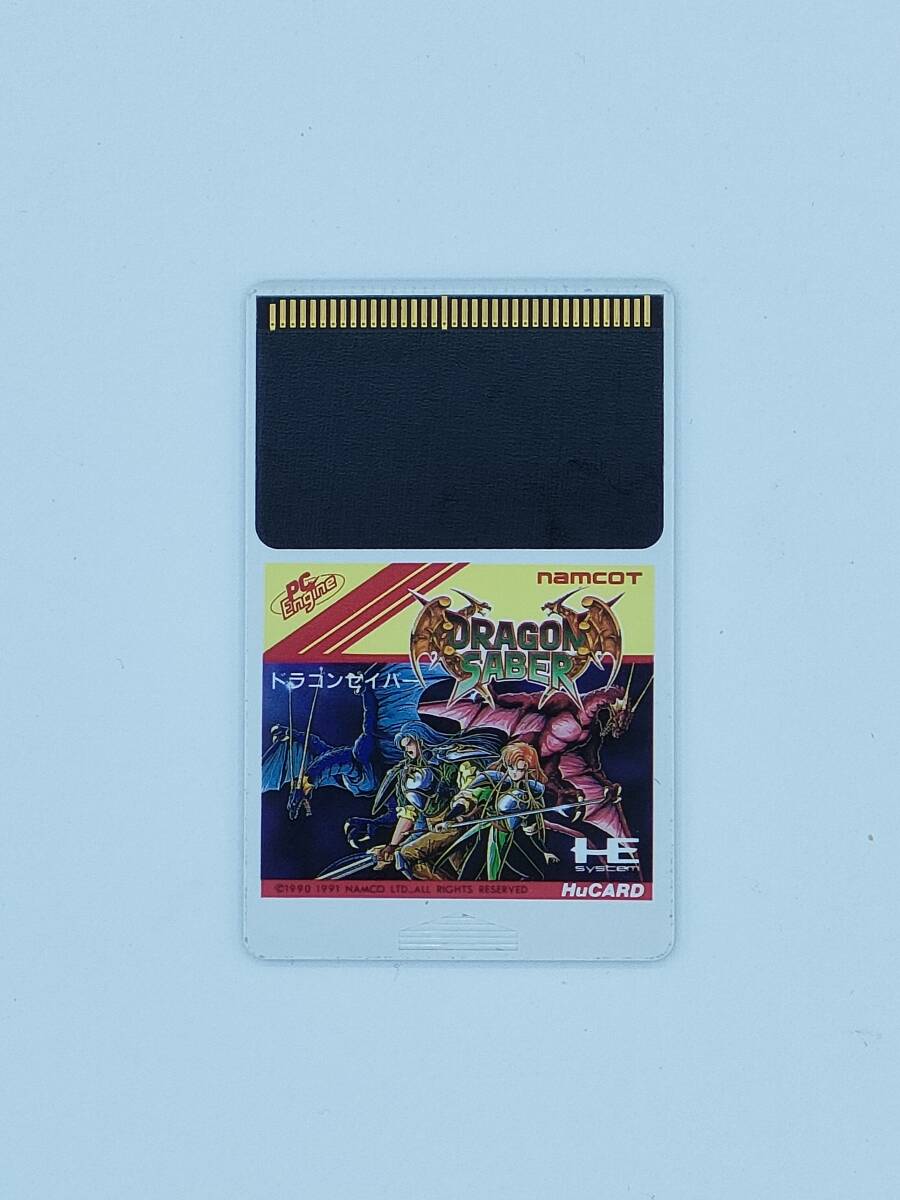 PC Engine
namcoT
DRAGON
SABER
ドラゴンセイバー
HE
SYSTEM
©1990 1991 NAMCO LTD.,ALL RIGHTS RESERVED
HuCARD